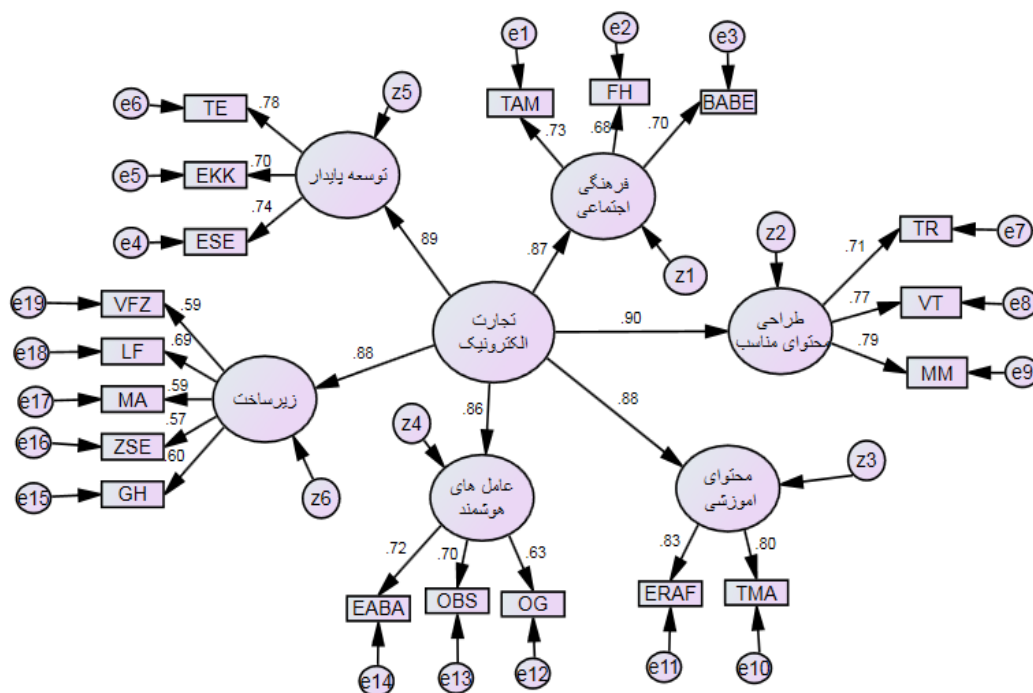 e1
e2
e3
TAM
FH
BABE
.73
.68
.70
فرهنگی
اجتماعی
z1
.87
e6
TE
.78
z5
e5
EKK
.70
توسعه پایدار
e4
ESE
.74
89
z2
TR
e7
.71
طراحی
محتوای مناسب
VT
e8
.77
MM
e9
.79
.90
تجارت
الکترونیک
e19
VFZ
.59
e18
LF
.69
e17
MA
.59
زیرساخت
e16
ZSE
.57
e15
GH
.60
z6
.88
.86
z4
عامل های
هوشمند
.72
.70
.63
EABA
OBS
OG
e14
e13
e12
.88
z3
محتوای
اموزشی
.83
.80
ERAF
TMA
e11
e10